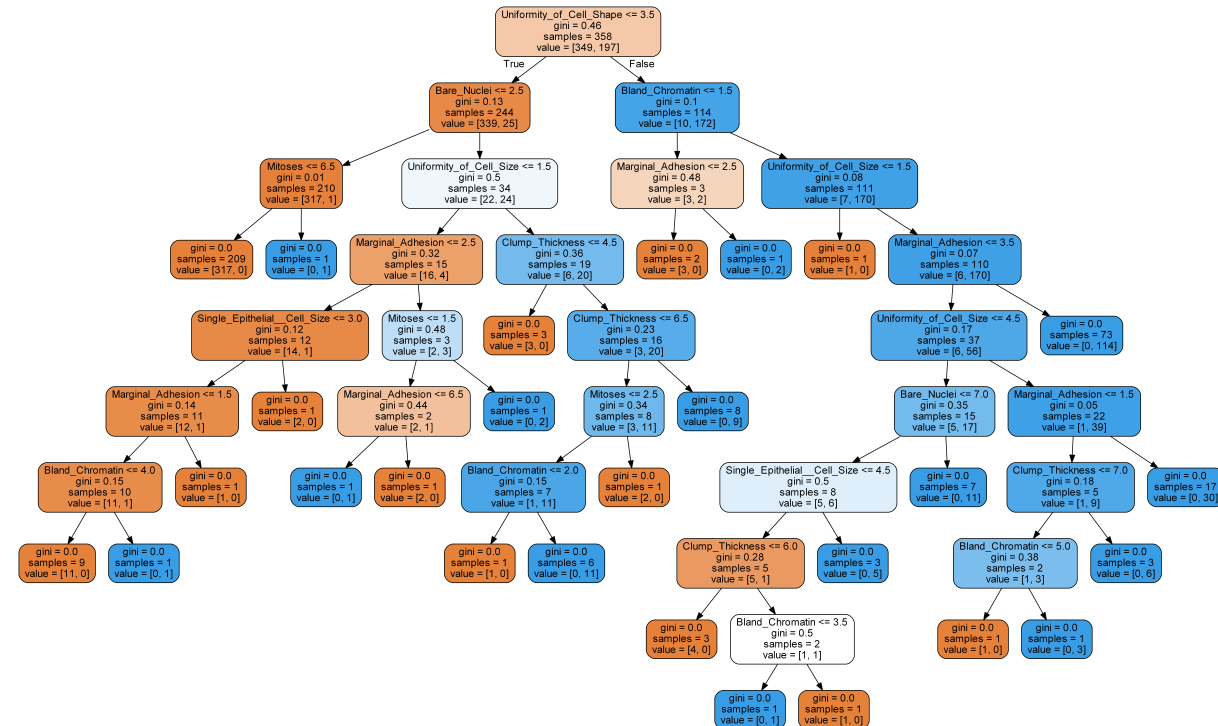 Uniformity_of_Cell_Shape <= 3.5
gini = 0.46
samples = 358
value = [349, 197]
True
False
Bare_Nuclei <= 2.5
gini = 0.13
samples = 244
value = [339, 25]
Bland_Chromatin <= 1.5
gini = 0.1
samples = 114
value = [10, 172]
Mitoses <= 6.5
gini = 0.01
samples = 210
value = [317, 1]
Uniformity_of_Cell_Size <= 1.5
gini = 0.5
samples = 34
value = [22, 24]
Marginal_Adhesion <= 2.5
gini = 0.48
samples = 3
value = [3, 2]
Uniformity_of_Cell_Size <= 1.5
gini = 0.08
samples = 111
value = [7, 170]
gini = 0.0
samples = 209
value = [317, 0]
gini = 0.0
samples = 1
value = [0, 1]
Marginal_Adhesion <= 2.5
gini = 0.32
samples = 15
value = [16, 4]
Clump_Thickness <= 4.5
gini = 0.36
samples = 19
value = [6, 20]
gini = 0.0
samples = 2
value = [3, 0]
gini = 0.0
samples = 1
value = [0, 2]
gini = 0.0
samples = 1
value = [1, 0]
Marginal_Adhesion <= 3.5
gini = 0.07
samples = 110
value = [6, 170]
Single_Epithelial__Cell_Size <= 3.0
gini = 0.12
samples = 12
value = [14, 1]
Mitoses <= 1.5
gini = 0.48
samples = 3
value = [2, 3]
gini = 0.0
samples = 3
value = [3, 0]
Clump_Thickness <= 6.5
gini = 0.23
samples = 16
value = [3, 20]
Uniformity_of_Cell_Size <= 4.5
gini = 0.17
samples = 37
value = [6, 56]
gini = 0.0
samples = 73
value = [0, 114]
Marginal_Adhesion <= 1.5
gini = 0.14
samples = 11
value = [12, 1]
gini = 0.0
samples = 1
value = [2, 0]
Marginal_Adhesion <= 6.5
gini = 0.44
samples = 2
value = [2, 1]
gini = 0.0
samples = 1
value = [0, 2]
Mitoses <= 2.5
gini = 0.34
samples = 8
value = [3, 11]
gini = 0.0
samples = 8
value = [0, 9]
Bare_Nuclei <= 7.0
gini = 0.35
samples = 15
value = [5, 17]
Marginal_Adhesion <= 1.5
gini = 0.05
samples = 22
value = [1, 39]
Bland_Chromatin <= 4.0
gini = 0.15
samples = 10
value = [11, 1]
gini = 0.0
samples = 1
value = [1, 0]
gini = 0.0
samples = 1
value = [0, 1]
gini = 0.0
samples = 1
value = [2, 0]
Bland_Chromatin <= 2.0
gini = 0.15
samples = 7
value = [1, 11]
gini = 0.0
samples = 1
value = [2, 0]
Single_Epithelial__Cell_Size <= 4.5
gini = 0.5
samples = 8
value = [5, 6]
gini = 0.0
samples = 7
value = [0, 11]
Clump_Thickness <= 7.0
gini = 0.18
samples = 5
value = [1, 9]
gini = 0.0
samples = 17
value = [0, 30]
gini = 0.0
samples = 9
value = [11, 0]
gini = 0.0
samples = 1
value = [0, 1]
gini = 0.0
samples = 1
value = [1, 0]
gini = 0.0
samples = 6
value = [0, 11]
Clump_Thickness <= 6.0
gini = 0.28
samples = 5
value = [5, 1]
gini = 0.0
samples = 3
value = [0, 5]
Bland_Chromatin <= 5.0
gini = 0.38
samples = 2
value = [1, 3]
gini = 0.0
samples = 3
value = [0, 6]
gini = 0.0
samples = 3
value = [4, 0]
Bland_Chromatin <= 3.5
gini = 0.5
samples = 2
value = [1, 1]
gini = 0.0
samples = 1
value = [1, 0]
gini = 0.0
samples = 1
value = [0, 3]
gini = 0.0
samples = 1
value = [0, 1]
gini = 0.0
samples = 1
value = [1, 0]